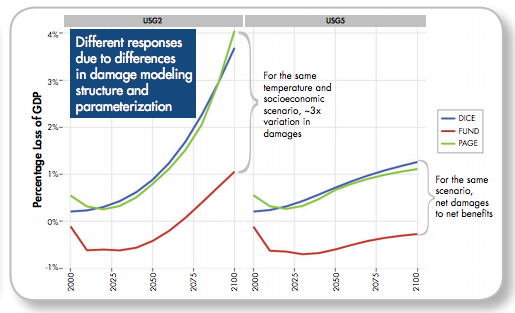 USG2
USG5
Percentage Loss of GDP
4%
3%
2%
1%
0%
-1%
Different responses
due to differences
in damage modeling
structure and
parameterization
For the same
temperature and
socioeconomic
scenario, ~3x
variation in
damages
DICE
FUND
PAGE
For the same
scenario,
net damages
to net benefits
2000
2025
2050
2075
2100
2000
2025
2050
2075
2100